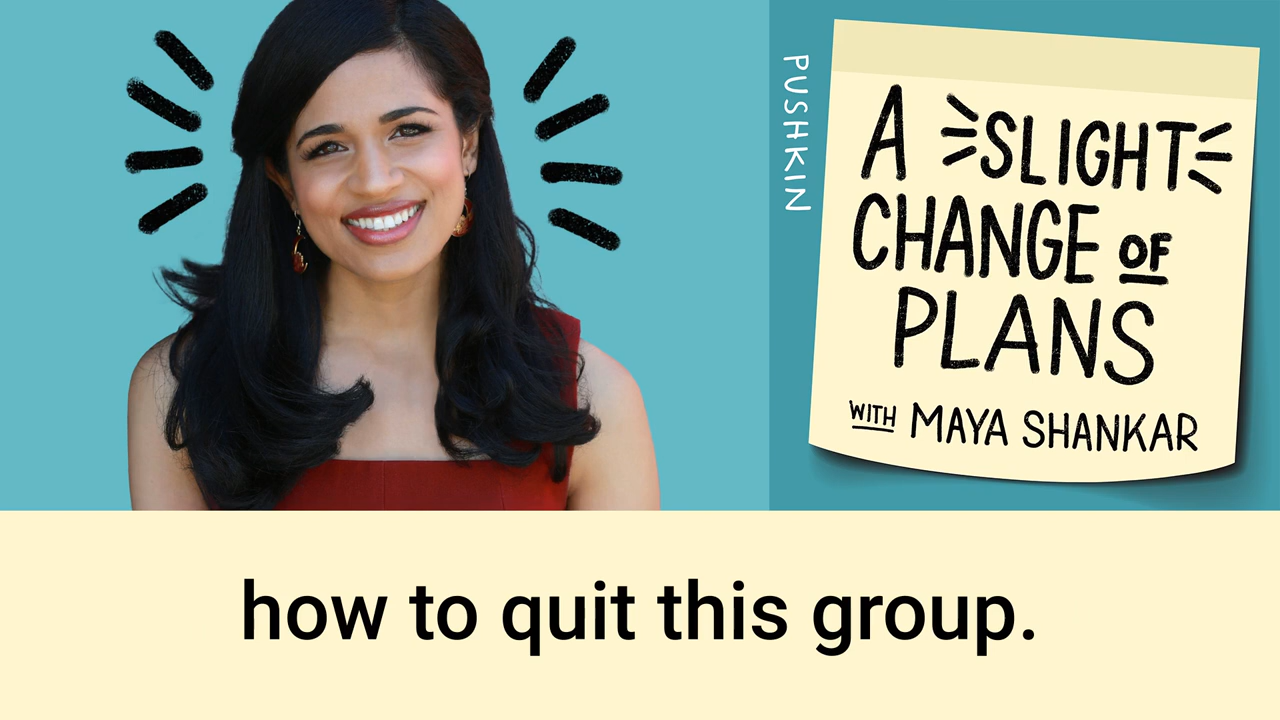 PUSHKIN
A SLIGHT
CHANGE OF
PLANS
WITH MAYA SHANKAR
how to quit this group.